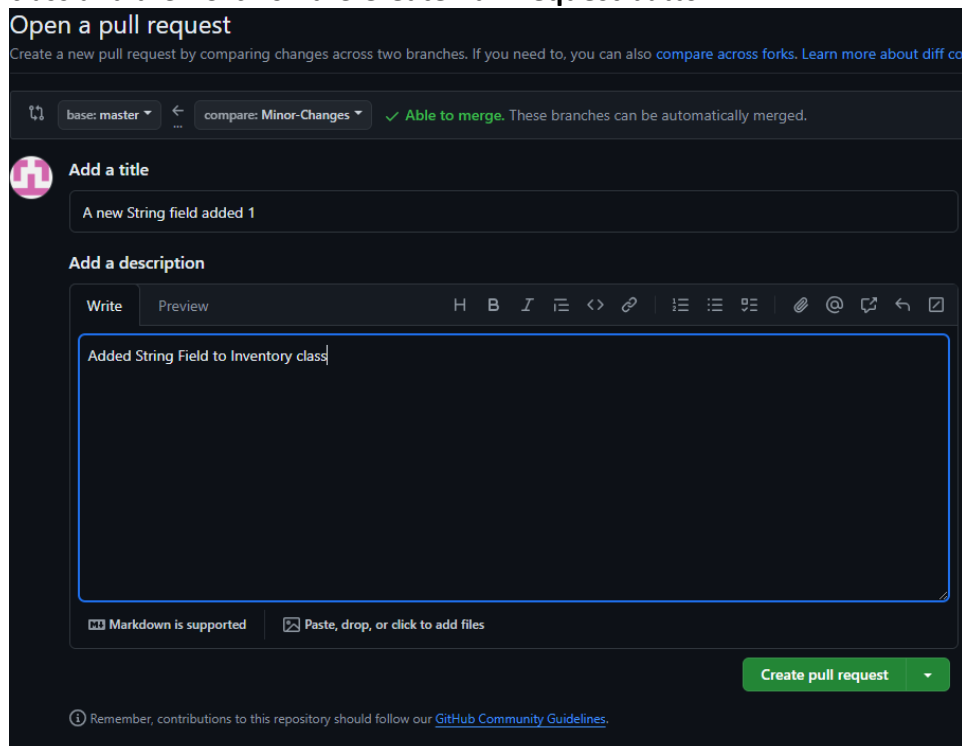 Open a pull request
Create a new pull request by comparing changes across two branches. If you need to, you can also compare across forks. Learn more about diff co
base: master
compare: Minor-Changes
Able to merge. These branches can be automatically merged.
Add a title
A new String field added 1
Add a description
Write Preview
Added String Field to Inventory class
Markdown is supported
Paste, drop, or click to add files
Create pull request
Remember, contributions to this repository should follow our GitHub Community Guidelines.